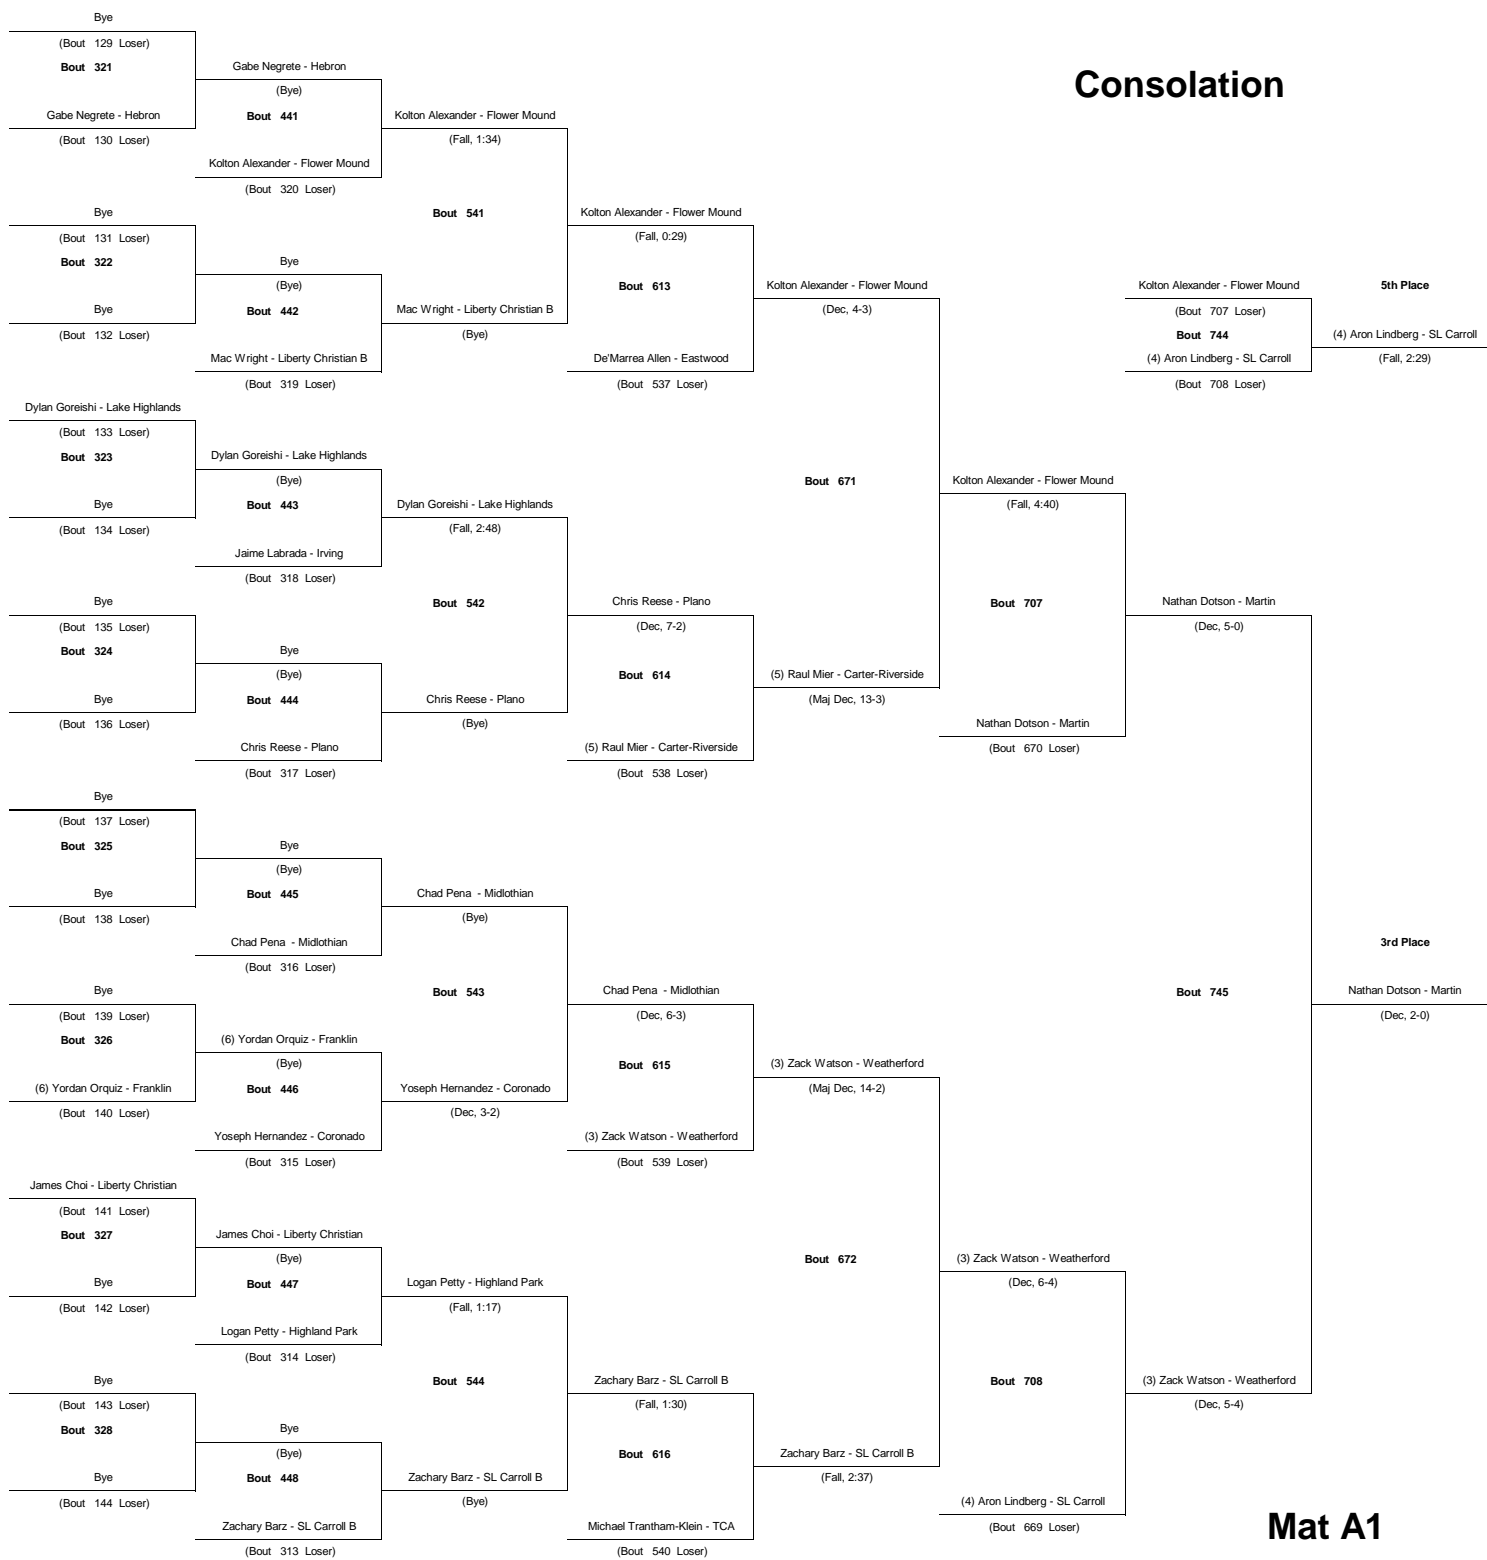 Consolation
Bye
(Bout 129 Loser)
Bout 321
Gabe Negrete - Hebron
(Bout 130 Loser)
Bye
(Bout 131 Loser)
Bout 322
Bye
(Bout 132 Loser)
Dylan Goreishi - Lake Highlands
(Bout 133 Loser)
Bout 323
Bye
(Bout 134 Loser)
Bye
(Bout 135 Loser)
Bout 324
Bye
(Bout 136 Loser)
Bye
(Bout 137 Loser)
Bout 325
Bye
(Bout 138 Loser)
Bye
(Bout 139 Loser)
Bout 326
(6) Yordan Orquiz - Franklin
(Bout 140 Loser)
James Choi - Liberty Christian
(Bout 141 Loser)
Bout 327
Bye
(Bout 142 Loser)
Bye
(Bout 143 Loser)
Bout 328
Bye
(Bout 144 Loser)
Gabe Negrete - Hebron
(Bye)
Bout 441
Kolton Alexander - Flower Mound
(Bout 320 Loser)
Bye
(Bye)
Bout 442
Mac Wright - Liberty Christian B
(Bout 319 Loser)
Dylan Goreishi - Lake Highlands
(Bye)
Bout 443
Jaime Labrada - Irving
(Bout 318 Loser)
Bye
(Bye)
Bout 444
Chris Reese - Plano
(Bout 317 Loser)
Bye
(Bye)
Bout 445
Chad Pena - Midlothian
(Bout 316 Loser)
(6) Yordan Orquiz - Franklin
(Bye)
Bout 446
Yoseph Hernandez - Coronado
(Bout 315 Loser)
James Choi - Liberty Christian
(Bye)
Bout 447
Logan Petty - Highland Park
(Bout 314 Loser)
Bye
(Bye)
Bout 448
Zachary Barz - SL Carroll B
(Bout 313 Loser)
Kolton Alexander - Flower Mound
(Fall, 1:34)
Bout 541
Mac Wright - Liberty Christian B
(Bye)
Dylan Goreishi - Lake Highlands
(Fall, 2:48)
Bout 542
Chris Reese - Plano
(Bye)
Chad Pena - Midlothian
(Bye)
Bout 543
Yoseph Hernandez - Coronado
(Dec, 3-2)
Logan Petty - Highland Park
(Fall, 1:17)
Bout 544
Zachary Barz - SL Carroll B
(Bye)
Kolton Alexander - Flower Mound
(Fall, 0:29)
Bout 613
De'Marrea Allen - Eastwood
(Bout 537 Loser)
Chris Reese - Plano
(Dec, 7-2)
Bout 614
(5) Raul Mier - Carter-Riverside
(Bout 538 Loser)
Chad Pena - Midlothian
(Dec, 6-3)
Bout 615
(3) Zack Watson - Weatherford
(Bout 539 Loser)
Zachary Barz - SL Carroll B
(Fall, 1:30)
Bout 616
Michael Trantham-Klein - TCA
(Bout 540 Loser)
Kolton Alexander - Flower Mound
(Dec, 4-3)
Bout 671
(5) Raul Mier - Carter-Riverside
(Maj Dec, 13-3)
(3) Zack Watson - Weatherford
(Maj Dec, 14-2)
Bout 672
Zachary Barz - SL Carroll B
(Fall, 2:37)
Kolton Alexander - Flower Mound
(Fall, 4:40)
Bout 707
Nathan Dotson - Martin
(Bout 670 Loser)
(3) Zack Watson - Weatherford
(Dec, 6-4)
Bout 708
(4) Aron Lindberg - SL Carroll
(Bout 669 Loser)
Kolton Alexander - Flower Mound
(Bout 707 Loser)
Bout 744
(4) Aron Lindberg - SL Carroll
(Bout 708 Loser)
5th Place
(4) Aron Lindberg - SL Carroll
(Fall, 2:29)
Nathan Dotson - Martin
(Dec, 5-0)
Bout 745
(3) Zack Watson - Weatherford
(Dec, 5-4)
3rd Place
Nathan Dotson - Martin
(Dec, 2-0)
Mat A1